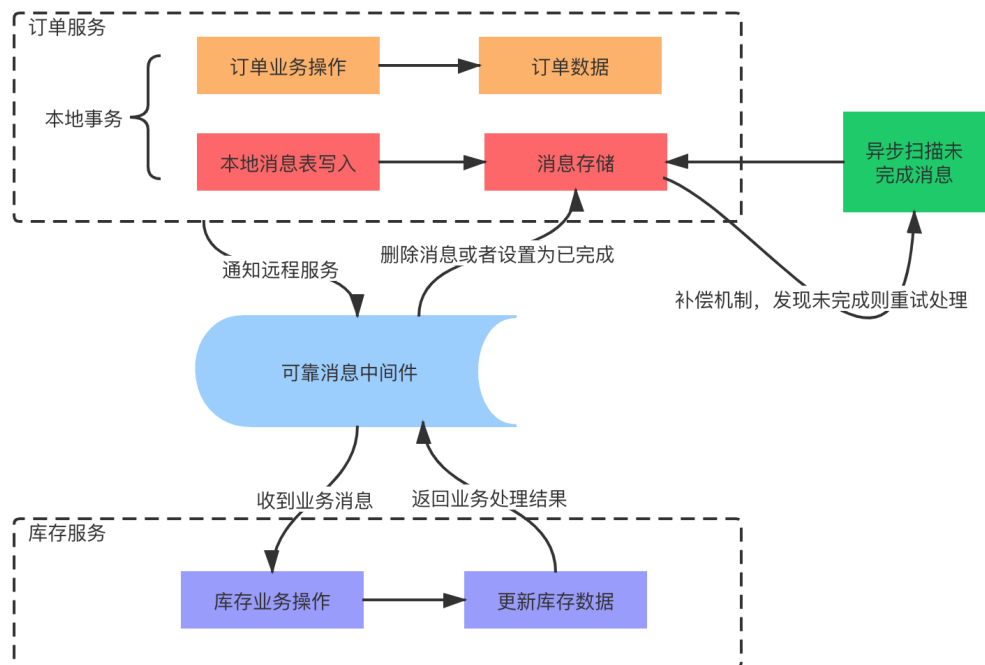 订单服务
订单业务操作
订单数据
本地事务
本地消息表写入
消息存储
异步扫描未
完成消息
删除消息或者设置为已完成
通知远程服务
补偿机制，发现未完成则重试处理
可靠消息中间件
收到业务消息
返回业务处理结果
库存服务
库存业务操作
更新库存数据